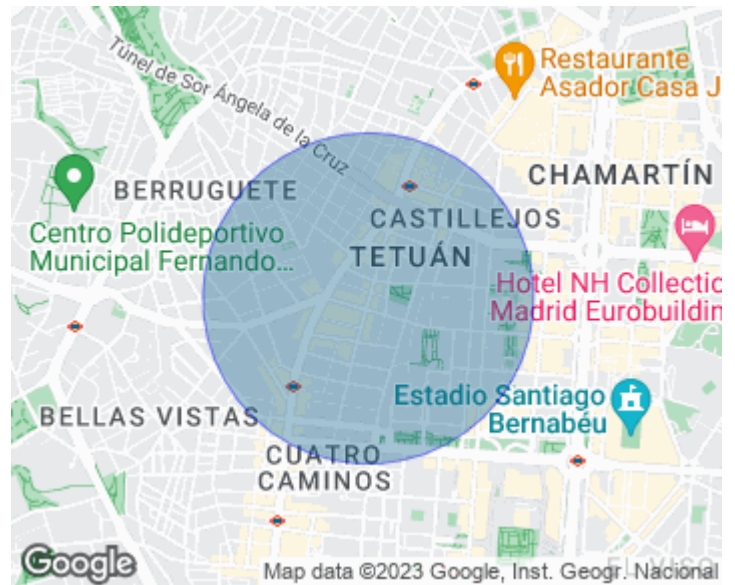 Túnel de Sor Ángela de la Cruz
Restaurante
Asador Casa J
BERRUGUETE
CHAMARTÍN
CASTILLEJOS
Centro Polideportivo
Municipal Fernando...
TETUÁN
Hotel NH Collectio
Madrid Eurobuildin
Estadio Santiago
Bernabéu
BELLAS VISTAS
CUATRO
CAMINOS
EL VISO
Google
Map data ©2023 Google, Inst. Geogr. Nacional